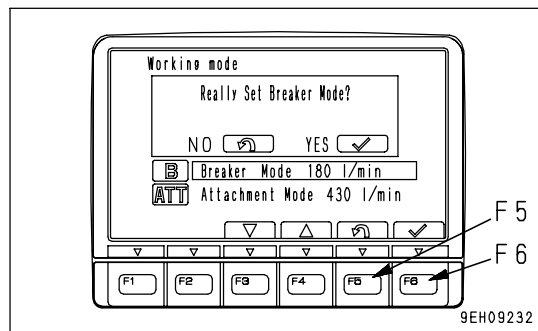 Working mode
Really Set Breaker Mode?
NO YES
B Breaker Mode 180 l/min
ATT Attachment Mode 430 l/min
F5
F6
F1 F2 F3 F4 F5 F6
9EH09232